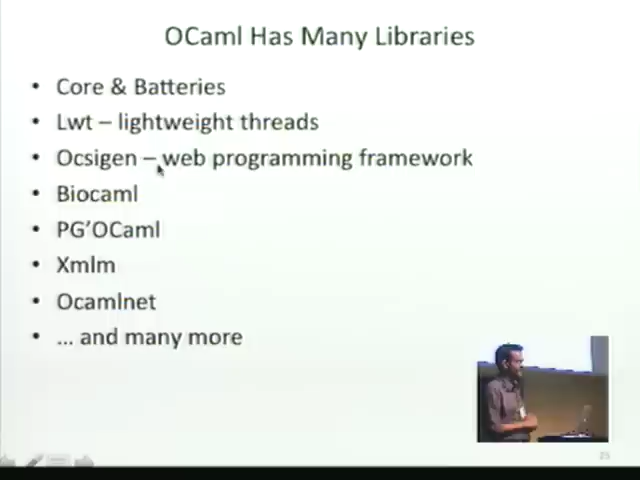 OCaml Has Many Libraries
• Core & Batteries
• Lwt – lightweight threads
• Ocsigen – web programming framework
• Biocaml
• PG'OCaml
• Xmlm
• Ocamlnet
• ... and many more
25